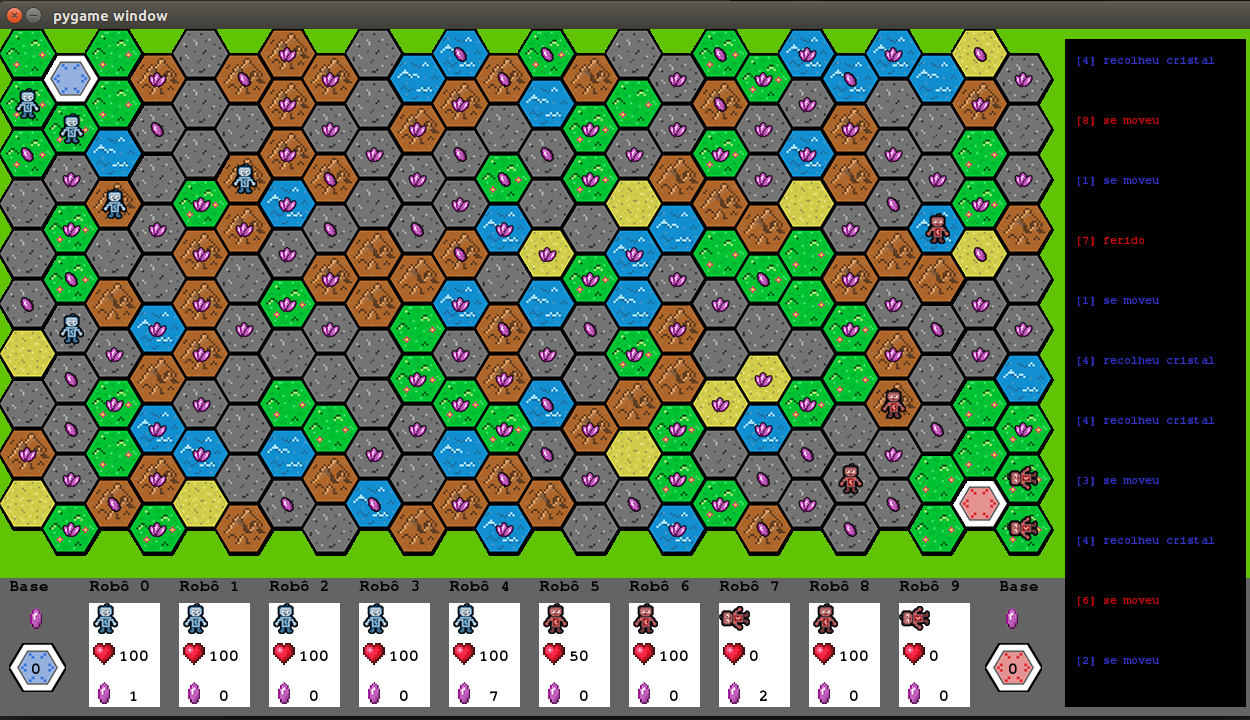 pygame window
[4] recolheu cristal
[8] se moveu
[1] se moveu
[7] ferido
[1] se moveu
[4] recolheu cristal
[4] recolheu cristal
[3] se moveu
[4] recolheu cristal
[6] se moveu
[2] se moveu
Base Robô 0 Robô 1 Robô 2 Robô 3 Robô 4 Robô 5 Robô 6 Robô 7 Robô 8 Robô 9 Base
100 100 100 100 100 50 100 0 100 0
0 0
1 0 0 0 7 0 0 2 0 0